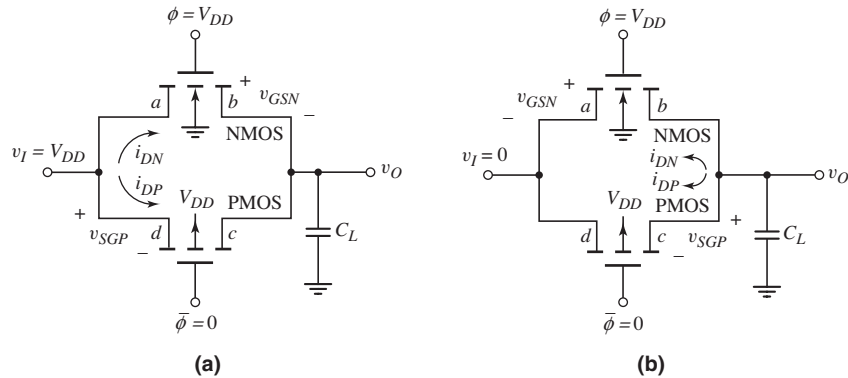 ϕ = V_DD
a
b
+
v_GSN
−
NMOS
v_I = V_DD
i_DN
i_DP
v_O
+
V_DD
PMOS
v_SGP
d
c
−
C_L
ϕ̅ = 0
(a)
ϕ = V_DD
v_GSN
+
a
b
−
NMOS
v_I = 0
i_DN
i_DP
v_O
V_DD
PMOS
+
d
c
v_SGP
−
C_L
ϕ̅ = 0
(b)